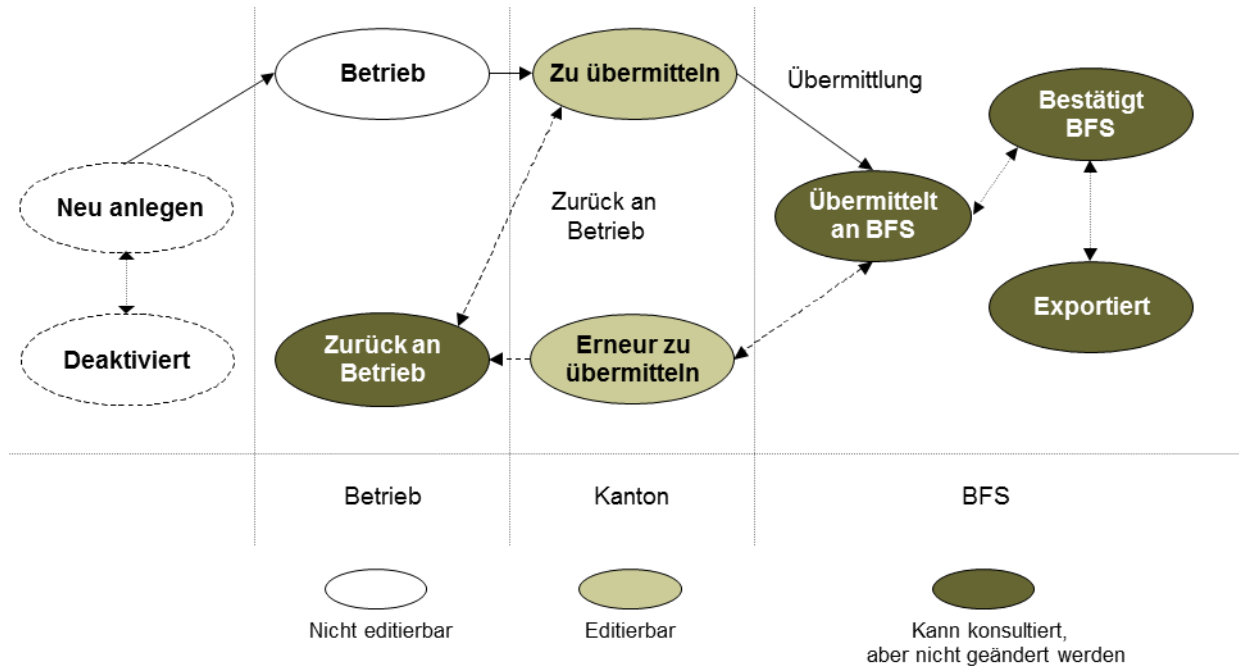 Betrieb
Zu übermitteln
Übermittlung
Bestätigt
BFS
Neu anlegen
Zurück an
Betrieb
Übermittelt
an BFS
Deaktiviert
Zurück an
Betrieb
Erneur zu
übermitteln
Exportiert
Betrieb
Kanton
BFS
Nicht editierbar
Editierbar
Kann konsultiert,
aber nicht geändert werden